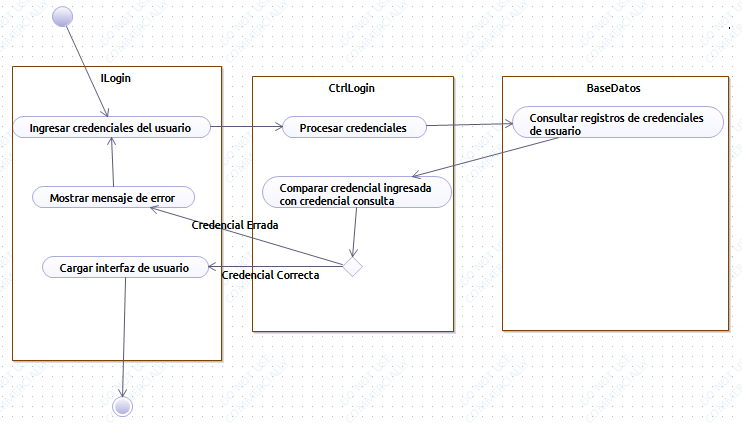 ILogin
CtrlLogin
BaseDatos
Ingresar credenciales del usuario
Procesar credenciales
Consultar registros de credenciales
de usuario
Mostrar mensaje de error
Comparar credencial ingresada
con credencial consulta
Credencial Errada
Cargar interfaz de usuario
Credencial Correcta